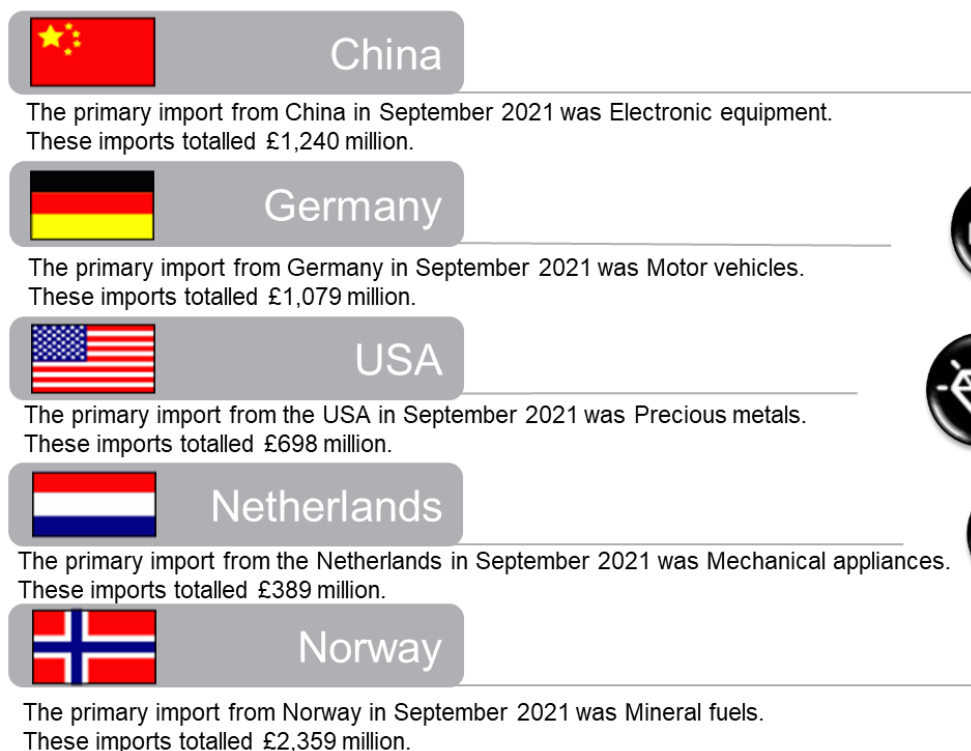 China
The primary import from China in September 2021 was Electronic equipment.
These imports totalled £1,240 million.
Germany
The primary import from Germany in September 2021 was Motor vehicles.
These imports totalled £1,079 million.
USA
The primary import from the USA in September 2021 was Precious metals.
These imports totalled £698 million.
Netherlands
The primary import from the Netherlands in September 2021 was Mechanical appliances.
These imports totalled £389 million.
Norway
The primary import from Norway in September 2021 was Mineral fuels.
These imports totalled £2,359 million.